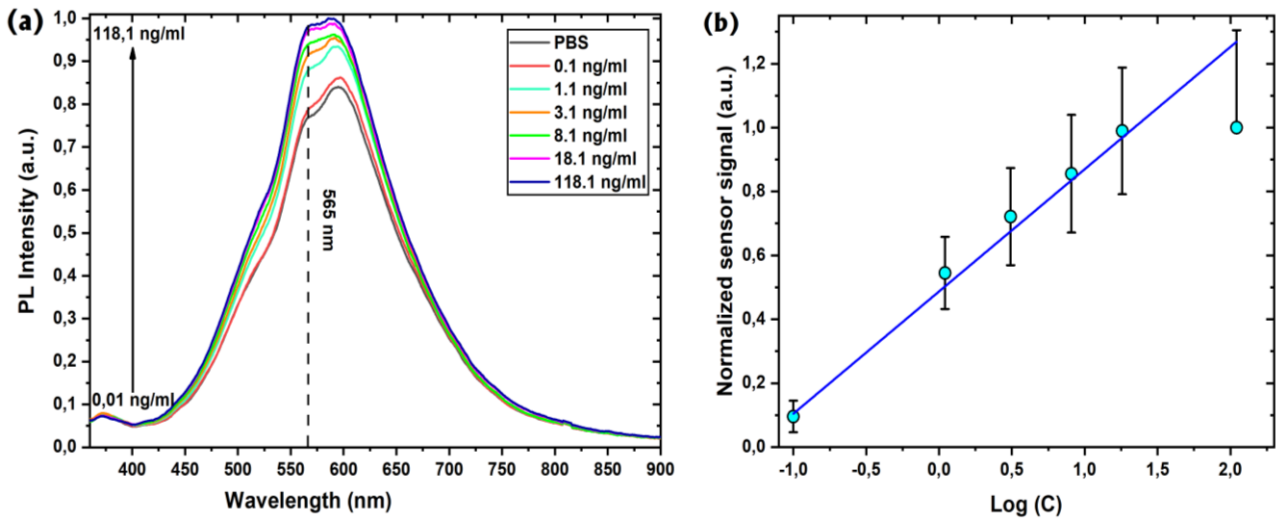 (a)
118,1 ng/ml
0,01 ng/ml
PL Intensity (a.u.)
1,0
0,9
0,8
0,7
0,6
0,5
0,4
0,3
0,2
0,1
0,0
400 450 500 550 600 650 700 750 800 850 900
Wavelength (nm)
565 nm
PBS
0.1 ng/ml
1.1 ng/ml
3.1 ng/ml
8.1 ng/ml
18.1 ng/ml
118.1 ng/ml
(b)
Normalized sensor signal (a.u.)
1,2
1,0
0,8
0,6
0,4
0,2
0,0
-1,0 -0,5 0,0 0,5 1,0 1,5 2,0
Log (C)